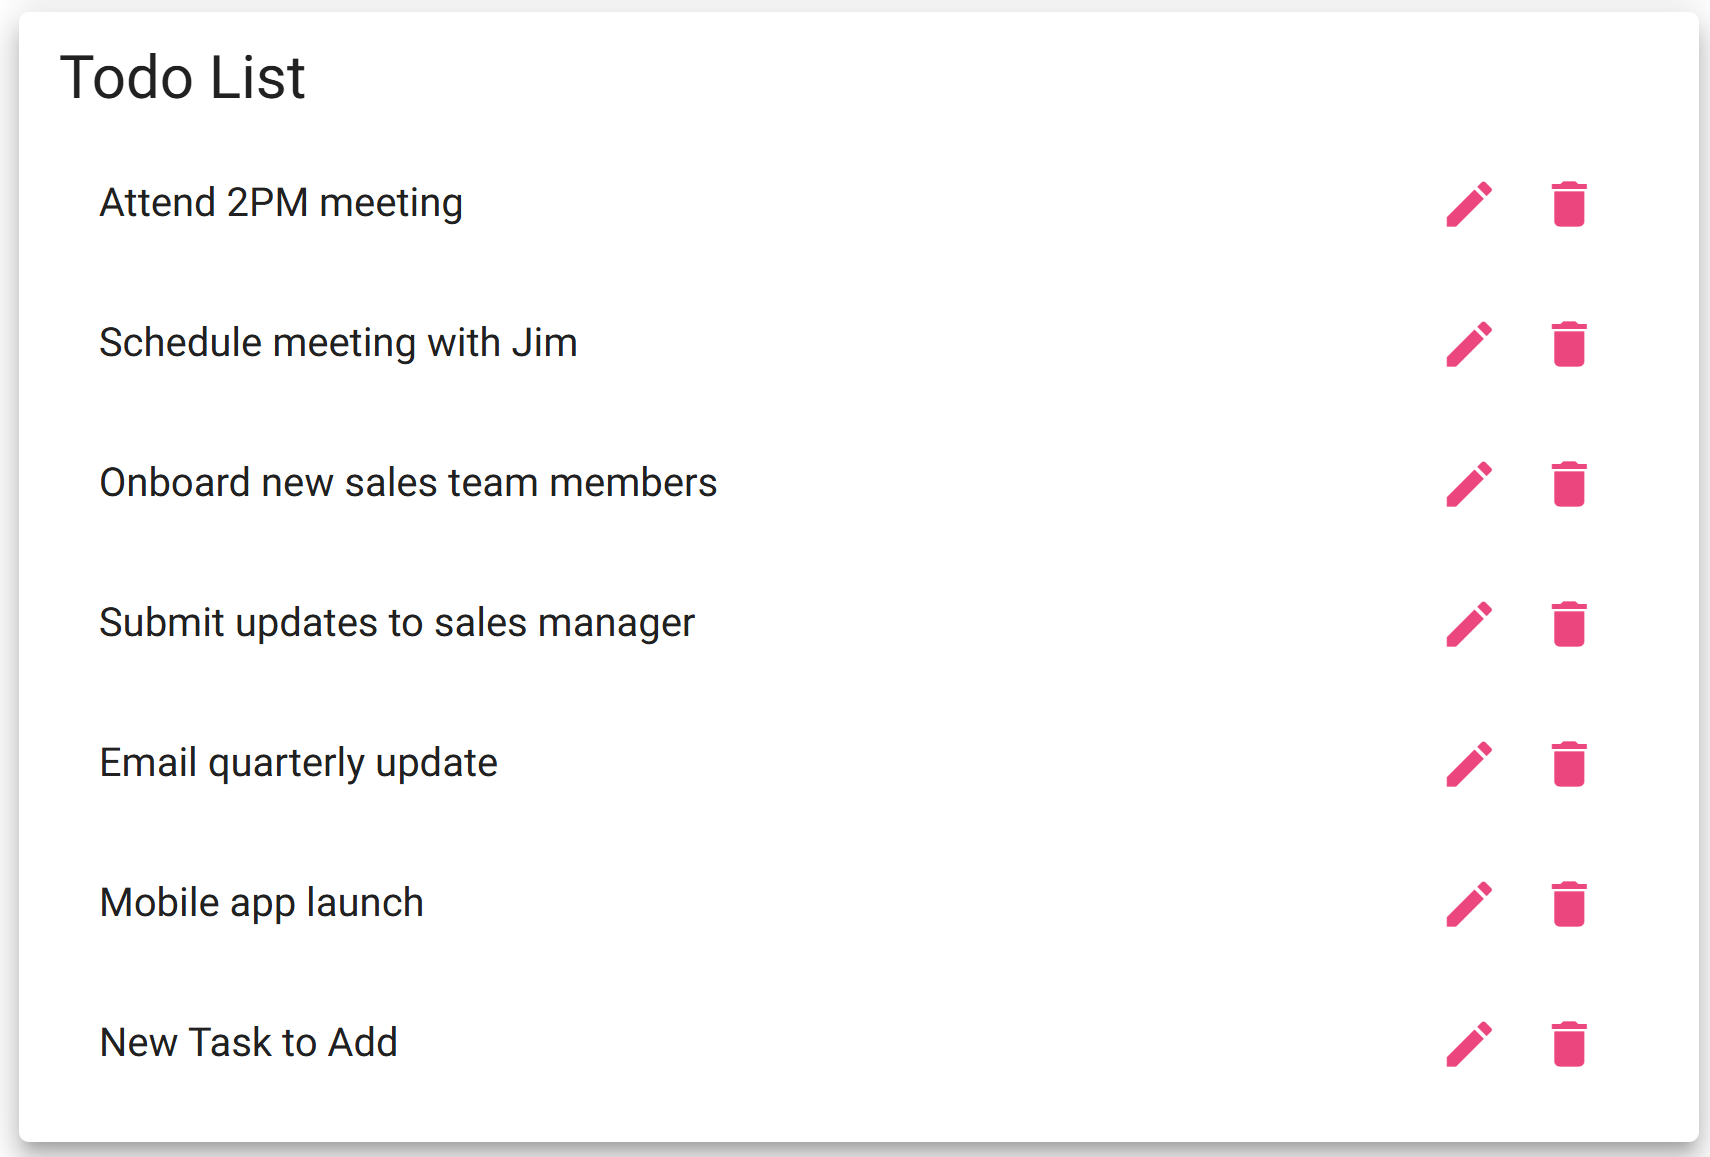 Todo List
Attend 2PM meeting
Schedule meeting with Jim
Onboard new sales team members
Submit updates to sales manager
Email quarterly update
Mobile app launch
New Task to Add